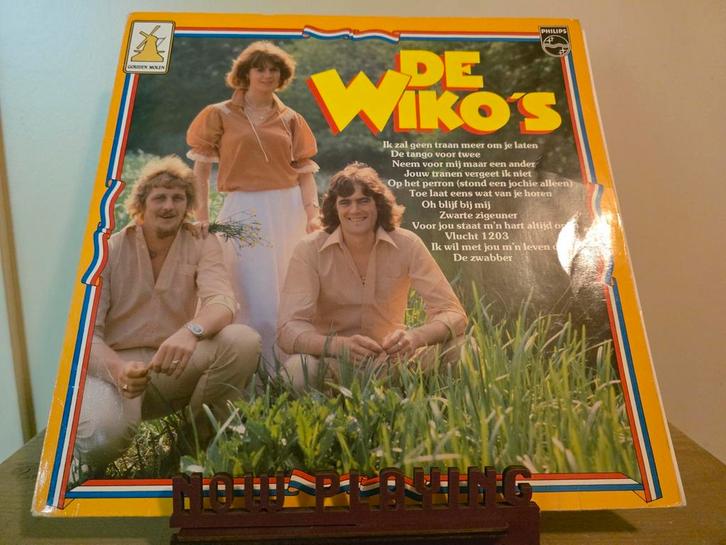 GOUDEN MOLEN
PHILIPS
DE
WIKO'S
Ik zal geen traan meer om je laten
De tango voor twee
Neem voor mij maar een ander
Jouw tranen vergeet ik niet
Op het perron (stond een jochie alleen)
Toe laat eens wat van je horen
Oh blijf bij mij
Zwarte zigeuner
Voor jou staat m'n hart altijd
Vlucht 1203
Ik wil met jou m'n leven
De zwabber
NOW PLAYING